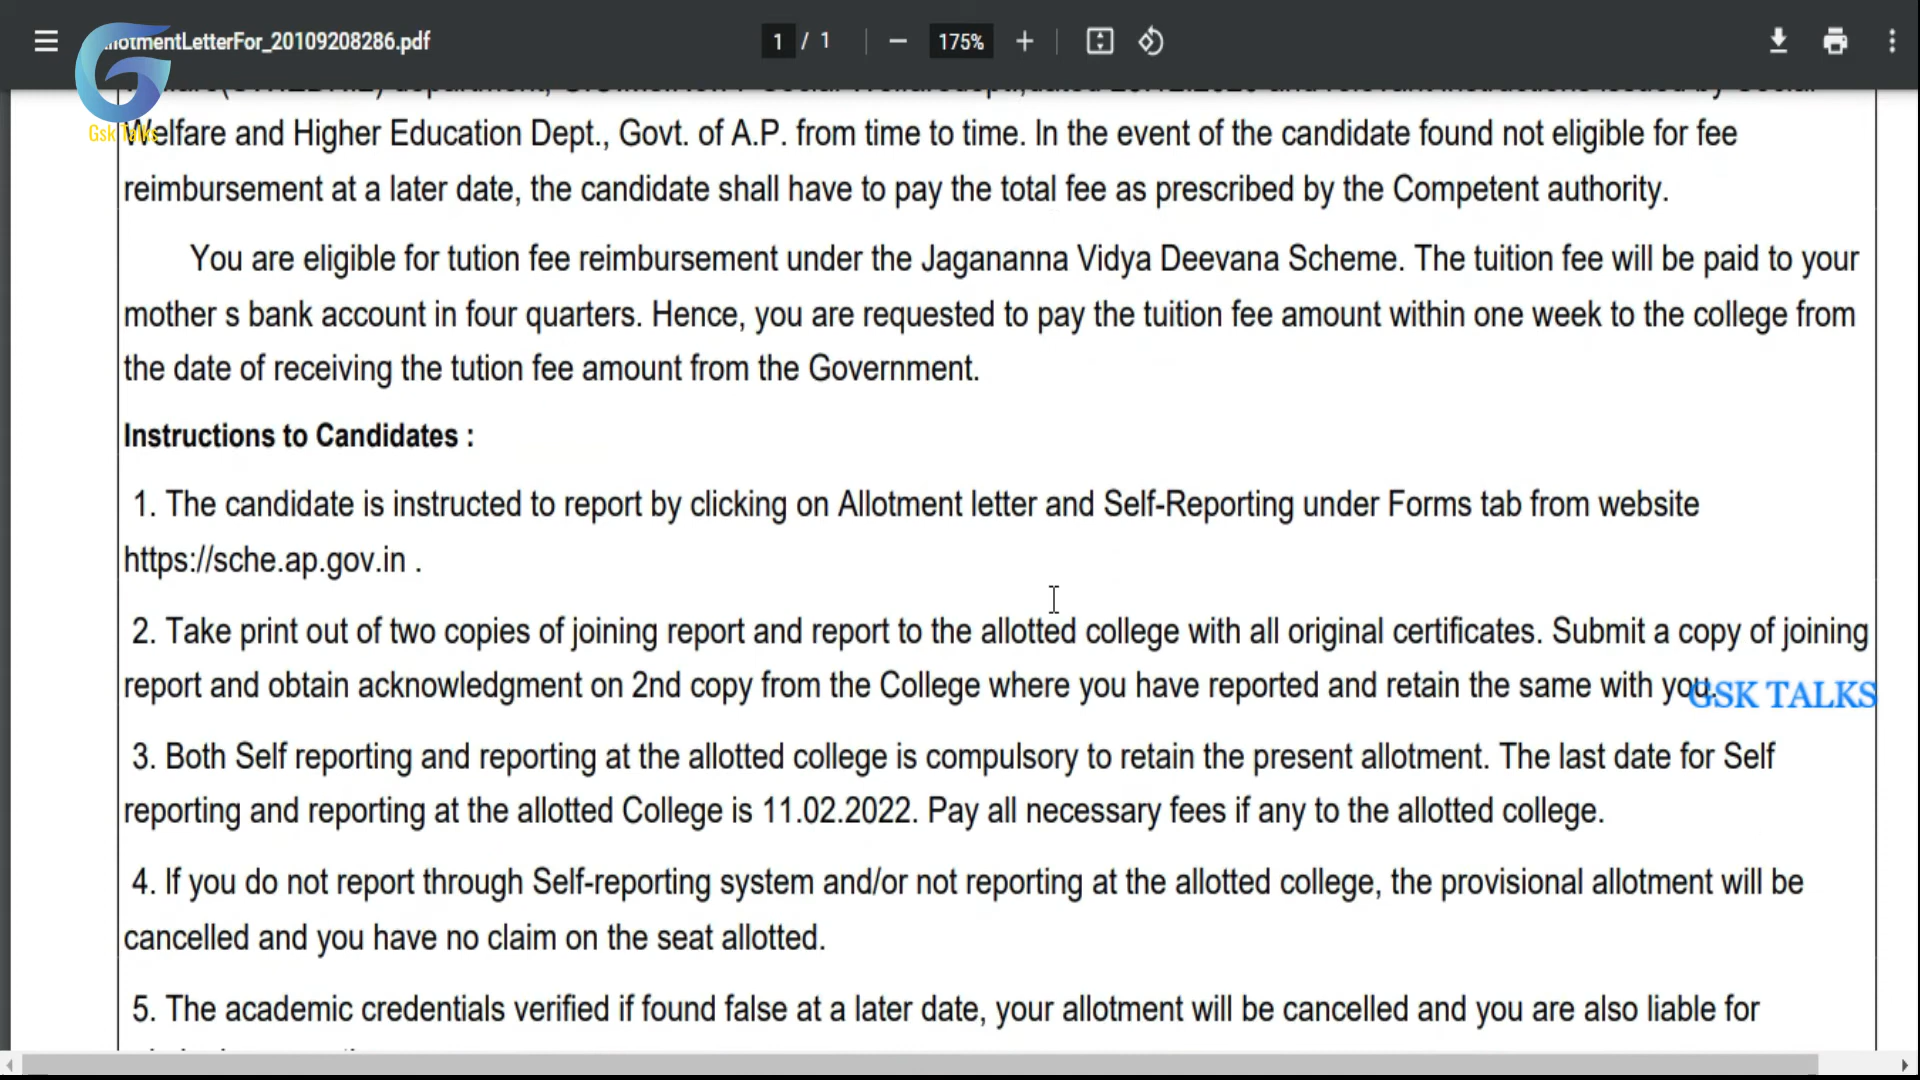 lotmentLetterFor_20109208286.pdf
1 / 1
175%
Gsk Talks
Welfare and Higher Education Dept., Govt. of A.P. from time to time. In the event of the candidate found not eligible for fee
reimbursement at a later date, the candidate shall have to pay the total fee as prescribed by the Competent authority.
You are eligible for tution fee reimbursement under the Jagananna Vidya Deevana Scheme. The tuition fee will be paid to your
mother s bank account in four quarters. Hence, you are requested to pay the tuition fee amount within one week to the college from
the date of receiving the tution fee amount from the Government.
Instructions to Candidates :
1. The candidate is instructed to report by clicking on Allotment letter and Self-Reporting under Forms tab from website
https://sche.ap.gov.in .
2. Take print out of two copies of joining report and report to the allotted college with all original certificates. Submit a copy of joining
report and obtain acknowledgment on 2nd copy from the College where you have reported and retain the same with you.
GSK TALKS
3. Both Self reporting and reporting at the allotted college is compulsory to retain the present allotment. The last date for Self
reporting and reporting at the allotted College is 11.02.2022. Pay all necessary fees if any to the allotted college.
4. If you do not report through Self-reporting system and/or not reporting at the allotted college, the provisional allotment will be
cancelled and you have no claim on the seat allotted.
5. The academic credentials verified if found false at a later date, your allotment will be cancelled and you are also liable for